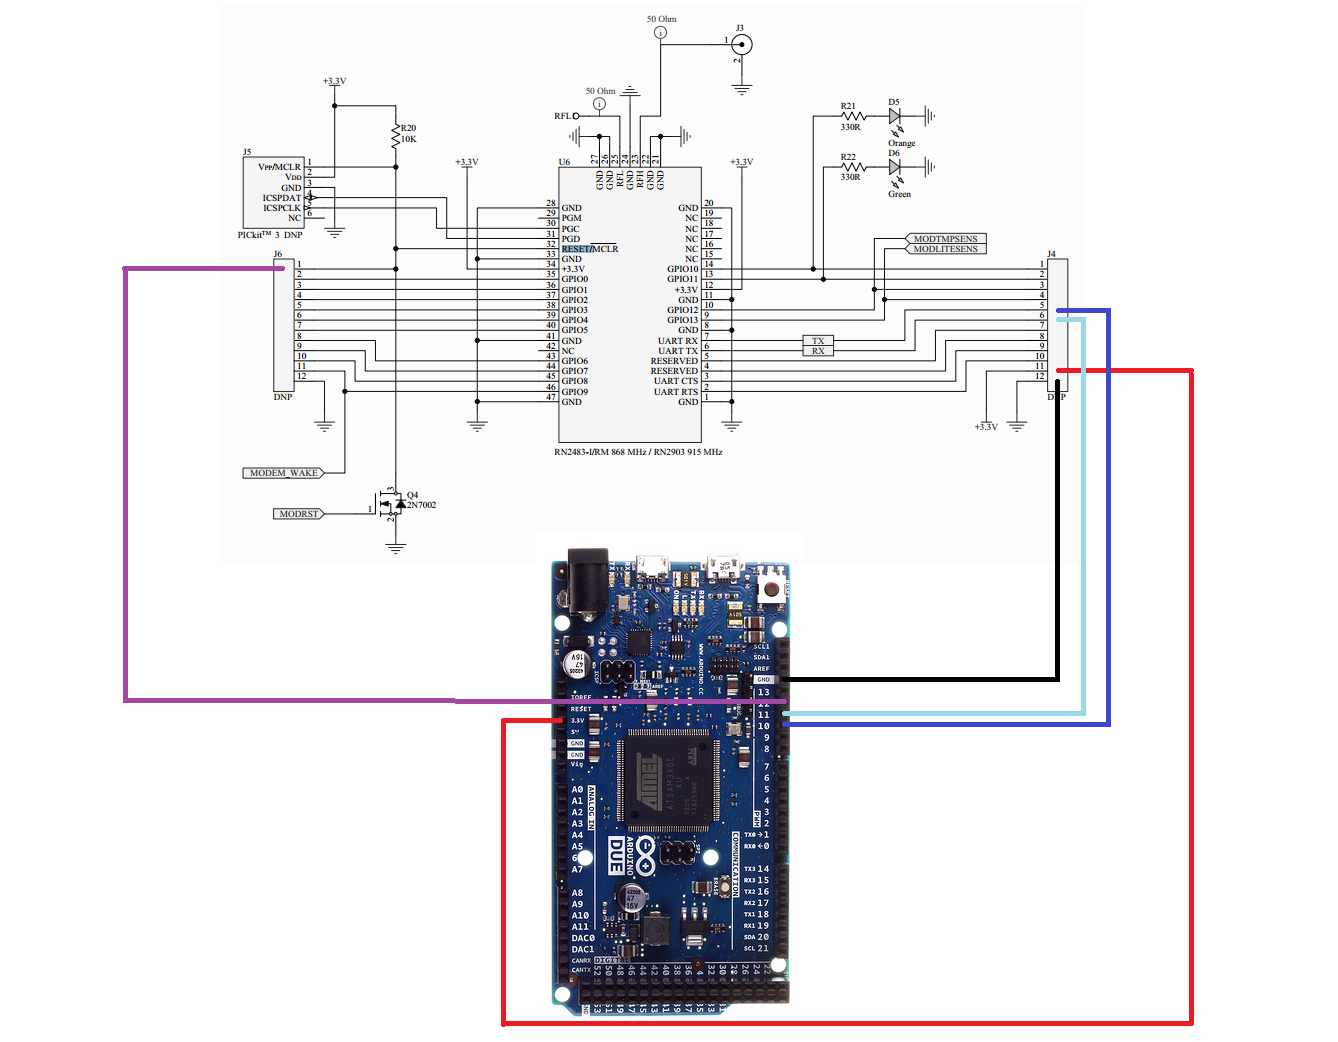 50 Ohm
i
J3
1
2
+3.3V
50 Ohm
i
RFL
R20
10K
J5
VPP/MCLR 1
VDD 2
GND 3
ICSPDAT 4
ICSPCLK 5
NC 6
PICkit™ 3 DNP
+3.3V
U6
27 26 25 24 23 22 21
GND GND RFL GND RFH GND GND
+3.3V
R21
330R
D5
Orange
R22
330R
D6
Green
28 GND
29 PGM
30 PGC
31 PGD
32 RESET/MCLR
33 GND
34 +3.3V
35 GPIO0
36 GPIO1
37 GPIO2
38 GPIO3
39 GPIO4
40 GPIO5
41 GND
42 NC
43 GPIO6
44 GPIO7
45 GPIO8
46 GPIO9
47 GND
GND 20
NC 19
NC 18
NC 17
NC 16
NC 15
GPIO10 14
GPIO11 13
+3.3V 12
GND 11
GPIO12 10
GPIO13 9
GND 8
UART RX 7
UART TX 6
RESERVED 5
RESERVED 4
UART CTS 3
UART RTS 2
GND 1
RN2483-I/RM 868 MHz / RN2903 915 MHz
MODTMPSENS
MODLITESENS
TX
RX
J6
1
2
3
4
5
6
7
8
9
10
11
12
DNP
J4
1
2
3
4
5
6
7
8
9
10
11
12
+3.3V
MODEM_WAKE
MODRST
1
3
2
Q4
2N7002
SCL1
SDA1
AREF
GND
13
12
11
10
9
8
7
6
5
4
3
2
TX0→1
RX0←0
TX3 14
RX3 15
TX2 16
RX2 17
TX1 18
RX1 19
SDA 20
SCL 21
PWM
COMMUNICATION
WWW.ARDUINO.CC
IOREF
RESET
3.3V
5V
GND
GND
Vin
A0
A1
A2
A3
A4
A5
A7
A8
A9
A10
A11
DAC0
DAC1
CANRX
CANTX
ANALOG IN
ATMEL
ATSAM3X8E
AU
ARDUINO
DUE
SPI
ERASE
47
16V
47
16V